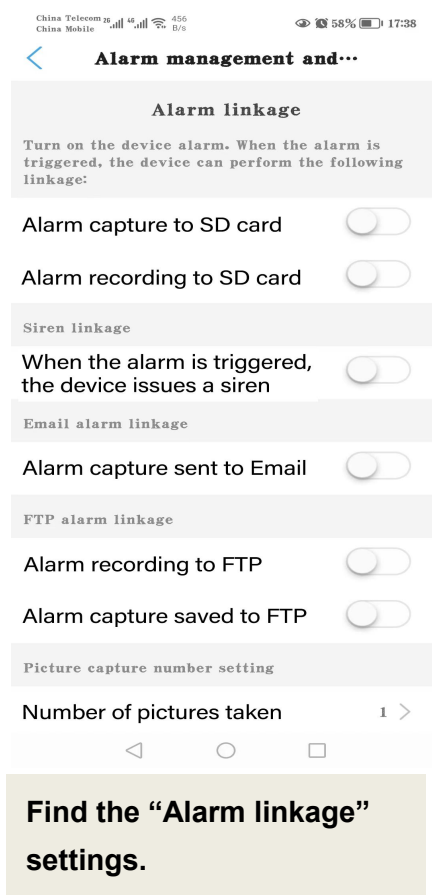 China Telecom 26 46 456
China Mobile B/s 58% 17:38
Alarm management and···
Alarm linkage
Turn on the device alarm. When the alarm is
triggered, the device can perform the following
linkage:
Alarm capture to SD card
Alarm recording to SD card
Siren linkage
When the alarm is triggered,
the device issues a siren
Email alarm linkage
Alarm capture sent to Email
FTP alarm linkage
Alarm recording to FTP
Alarm capture saved to FTP
Picture capture number setting
Number of pictures taken 1
Find the “Alarm linkage”
settings.